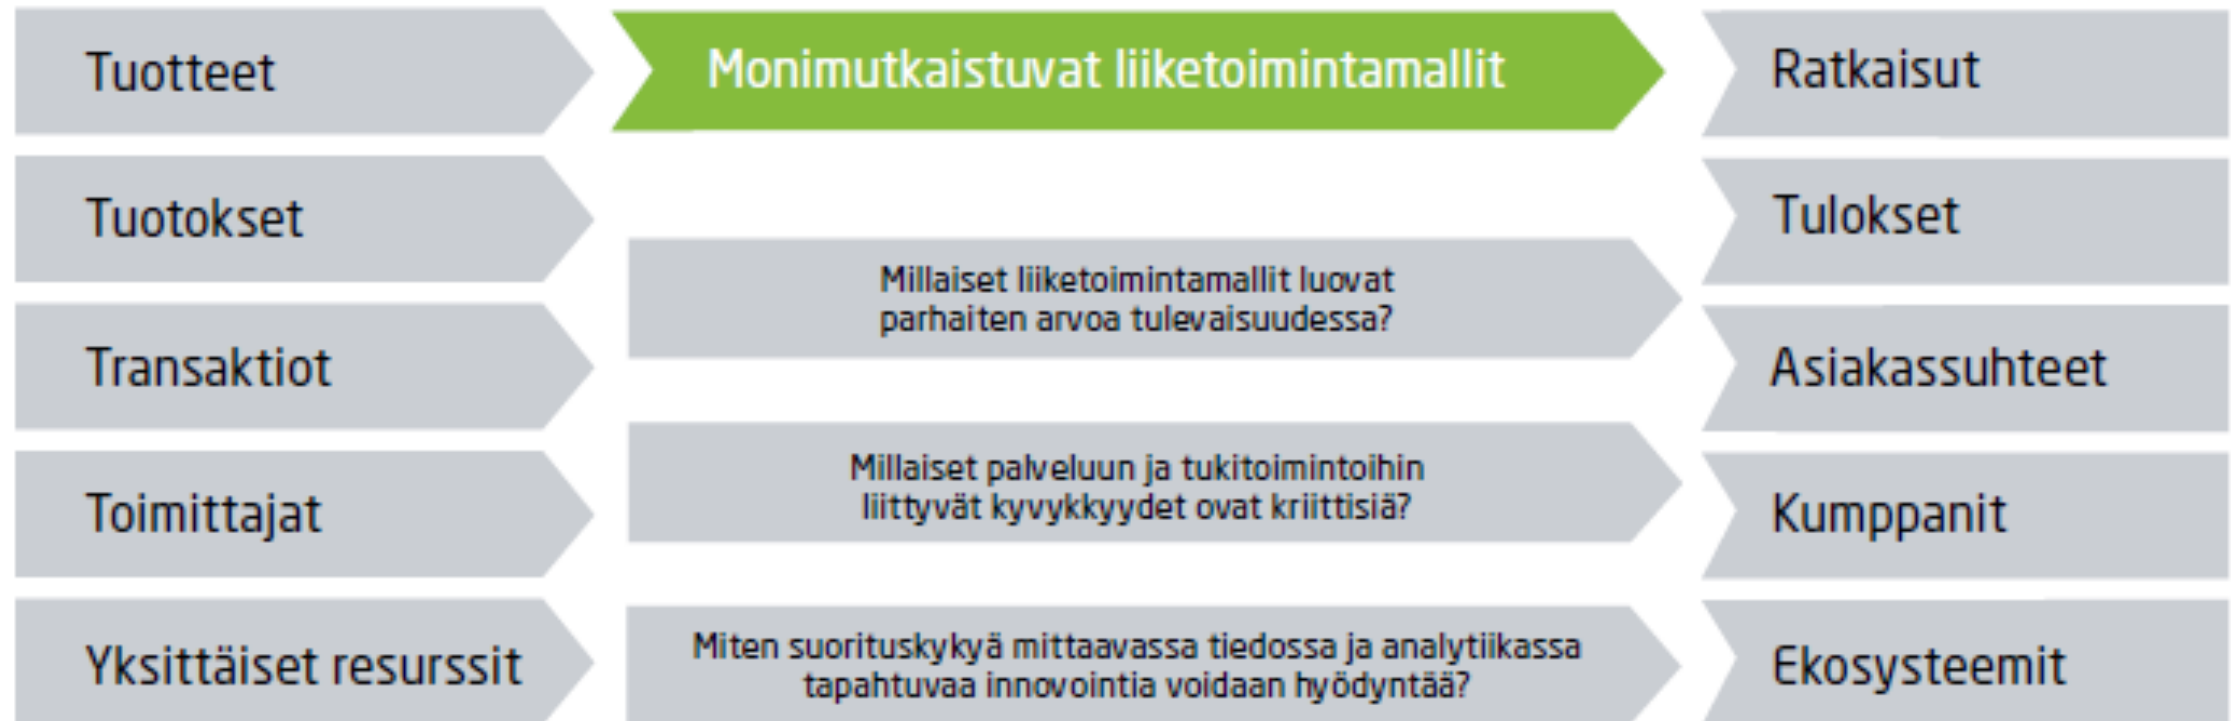 Tuotteet
Tuotokset
Transaktiot
Toimittajat
Yksittäiset resurssit
Monimutkaistuvat liiketoimintamallit
Millaiset liiketoimintamallit luovat
parhaiten arvoa tulevaisuudessa?
Millaiset palveluun ja tukitoimintoihin
liittyvät kyvykkyydet ovat kriittisiä?
Miten suorituskykyä mittaavassa tiedossa ja analytiikassa
tapahtuvaa innovointia voidaan hyödyntää?
Ratkaisut
Tulokset
Asiakassuhteet
Kumppanit
Ekosysteemit